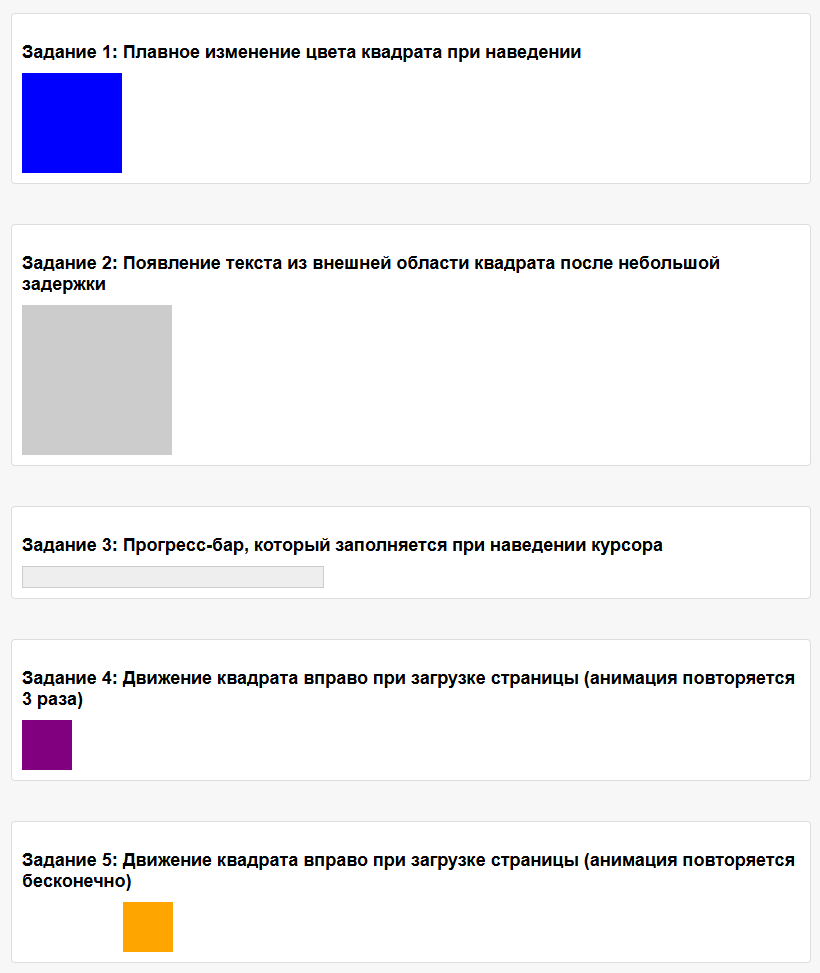 Задание 1: Плавное изменение цвета квадрата при наведении
Задание 2: Появление текста из внешней области квадрата после небольшой
задержки
Задание 3: Прогресс-бар, который заполняется при наведении курсора
Задание 4: Движение квадрата вправо при загрузке страницы (анимация повторяется
3 раза)
Задание 5: Движение квадрата вправо при загрузке страницы (анимация повторяется
бесконечно)